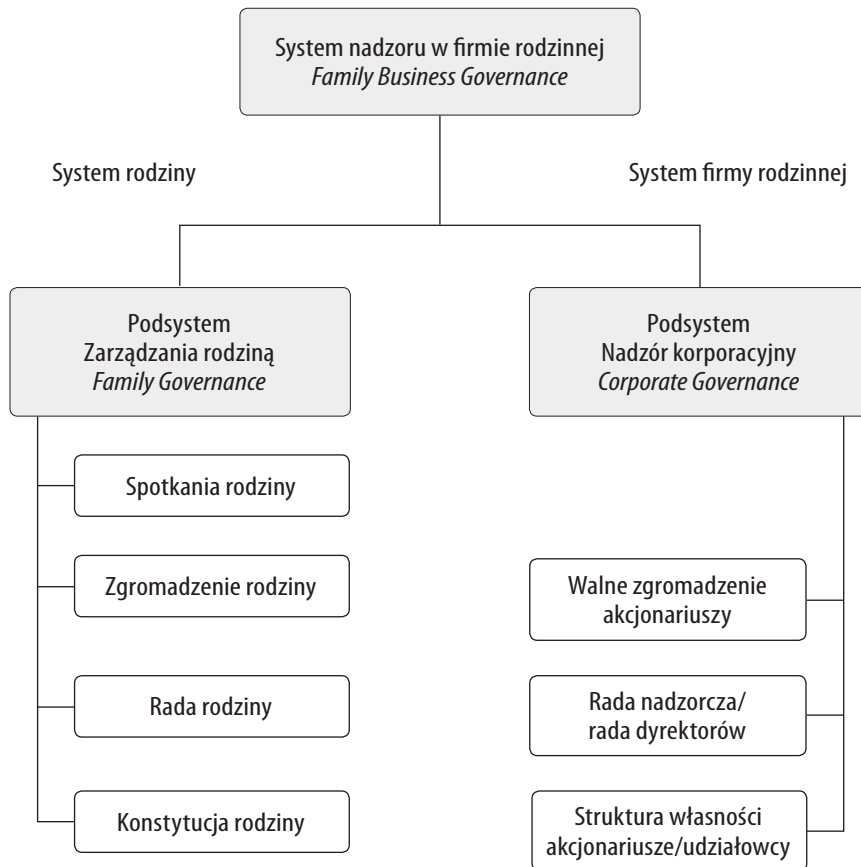 System nadzoru w firmie rodzinnej
Family Business Governance
System rodziny
System firmy rodzinnej
Podsystem
Zarządzania rodziną
Family Governance
Podsystem
Nadzór korporacyjny
Corporate Governance
Spotkania rodziny
Zgromadzenie rodziny
Rada rodziny
Konstytucja rodziny
Walne zgromadzenie
akcjonariuszy
Rada nadzorcza/
rada dyrektorów
Struktura własności
akcjonariusze/udziałowcy